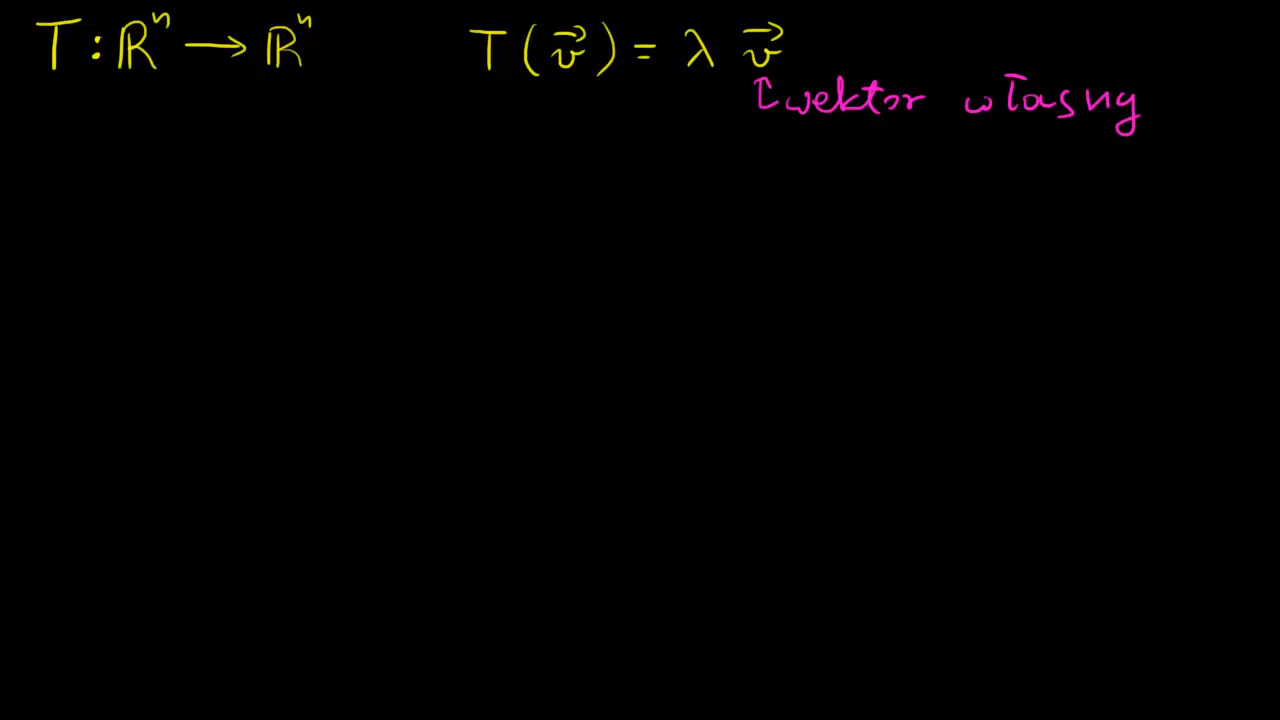 T : ℝⁿ → ℝⁿ T(v⃗) = λ v⃗
wektor własny